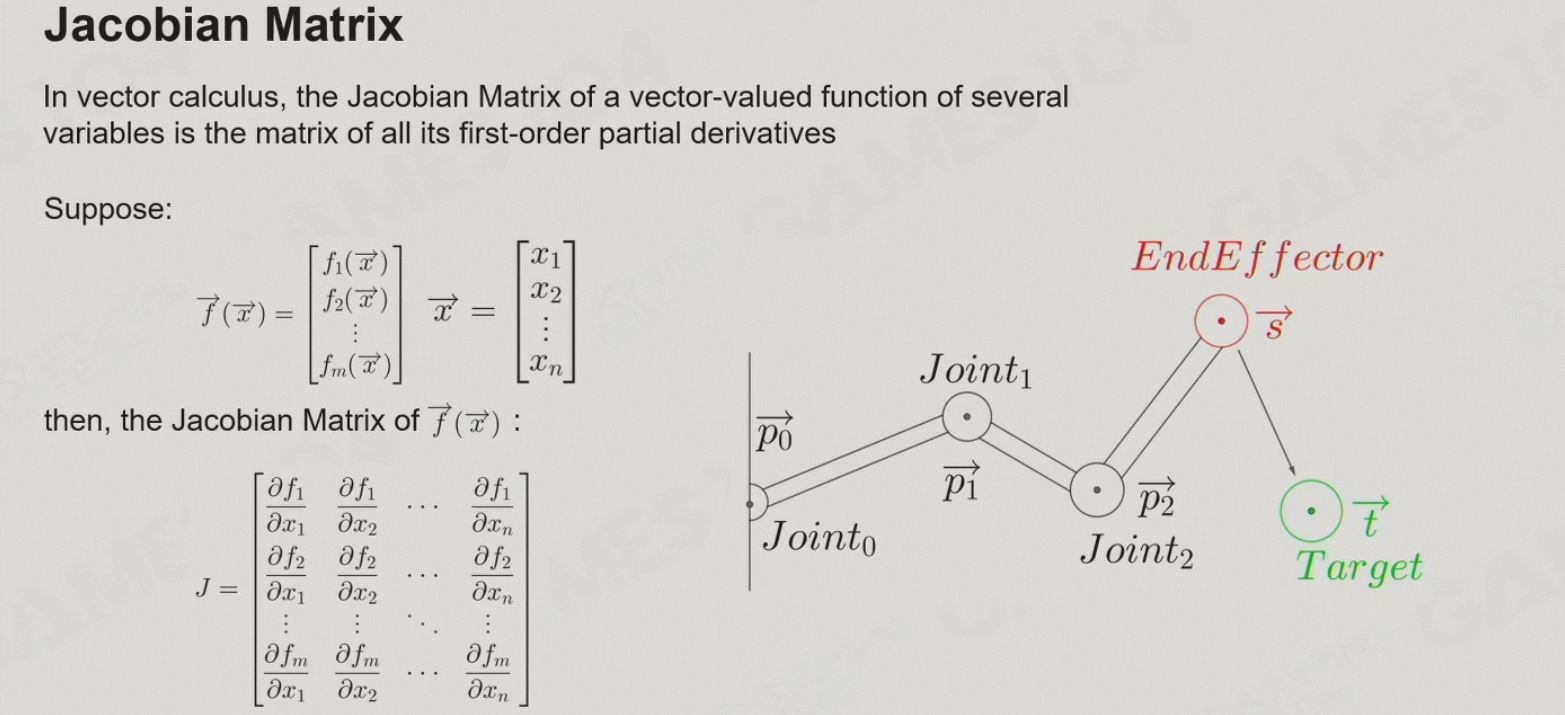 Jacobian Matrix
In vector calculus, the Jacobian Matrix of a vector-valued function of several
variables is the matrix of all its first-order partial derivatives
Suppose:
$\overrightarrow{f}(\overrightarrow{x}) = \begin{bmatrix} f_1(\overrightarrow{x}) \\ f_2(\overrightarrow{x}) \\ \vdots \\ f_m(\overrightarrow{x}) \end{bmatrix} \quad \overrightarrow{x} = \begin{bmatrix} x_1 \\ x_2 \\ \vdots \\ x_n \end{bmatrix}$
then, the Jacobian Matrix of $\overrightarrow{f}(\overrightarrow{x})$ :
$J = \begin{bmatrix} \frac{\partial f_1}{\partial x_1} & \frac{\partial f_1}{\partial x_2} & \cdots & \frac{\partial f_1}{\partial x_n} \\ \frac{\partial f_2}{\partial x_1} & \frac{\partial f_2}{\partial x_2} & \cdots & \frac{\partial f_2}{\partial x_n} \\ \vdots & \vdots & \ddots & \vdots \\ \frac{\partial f_m}{\partial x_1} & \frac{\partial f_m}{\partial x_2} & \cdots & \frac{\partial f_m}{\partial x_n} \end{bmatrix}$
EndEffector
$\overrightarrow{s}$
Joint₁
$\overrightarrow{p_0}$
$\overrightarrow{p_1}$
$\overrightarrow{p_2}$
Joint₀
Joint₂
$\overrightarrow{t}$
Target
GAMES104